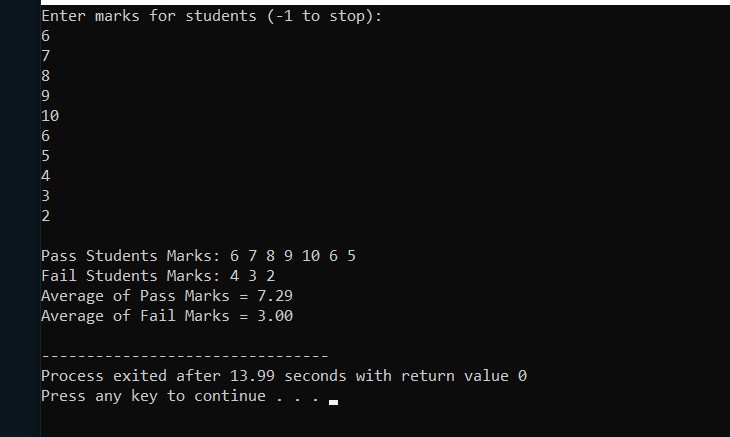 Enter marks for students (-1 to stop):
6
7
8
9
10
6
5
4
3
2
Pass Students Marks: 6 7 8 9 10 6 5
Fail Students Marks: 4 3 2
Average of Pass Marks = 7.29
Average of Fail Marks = 3.00
--------------------------------
Process exited after 13.99 seconds with return value 0
Press any key to continue . . .